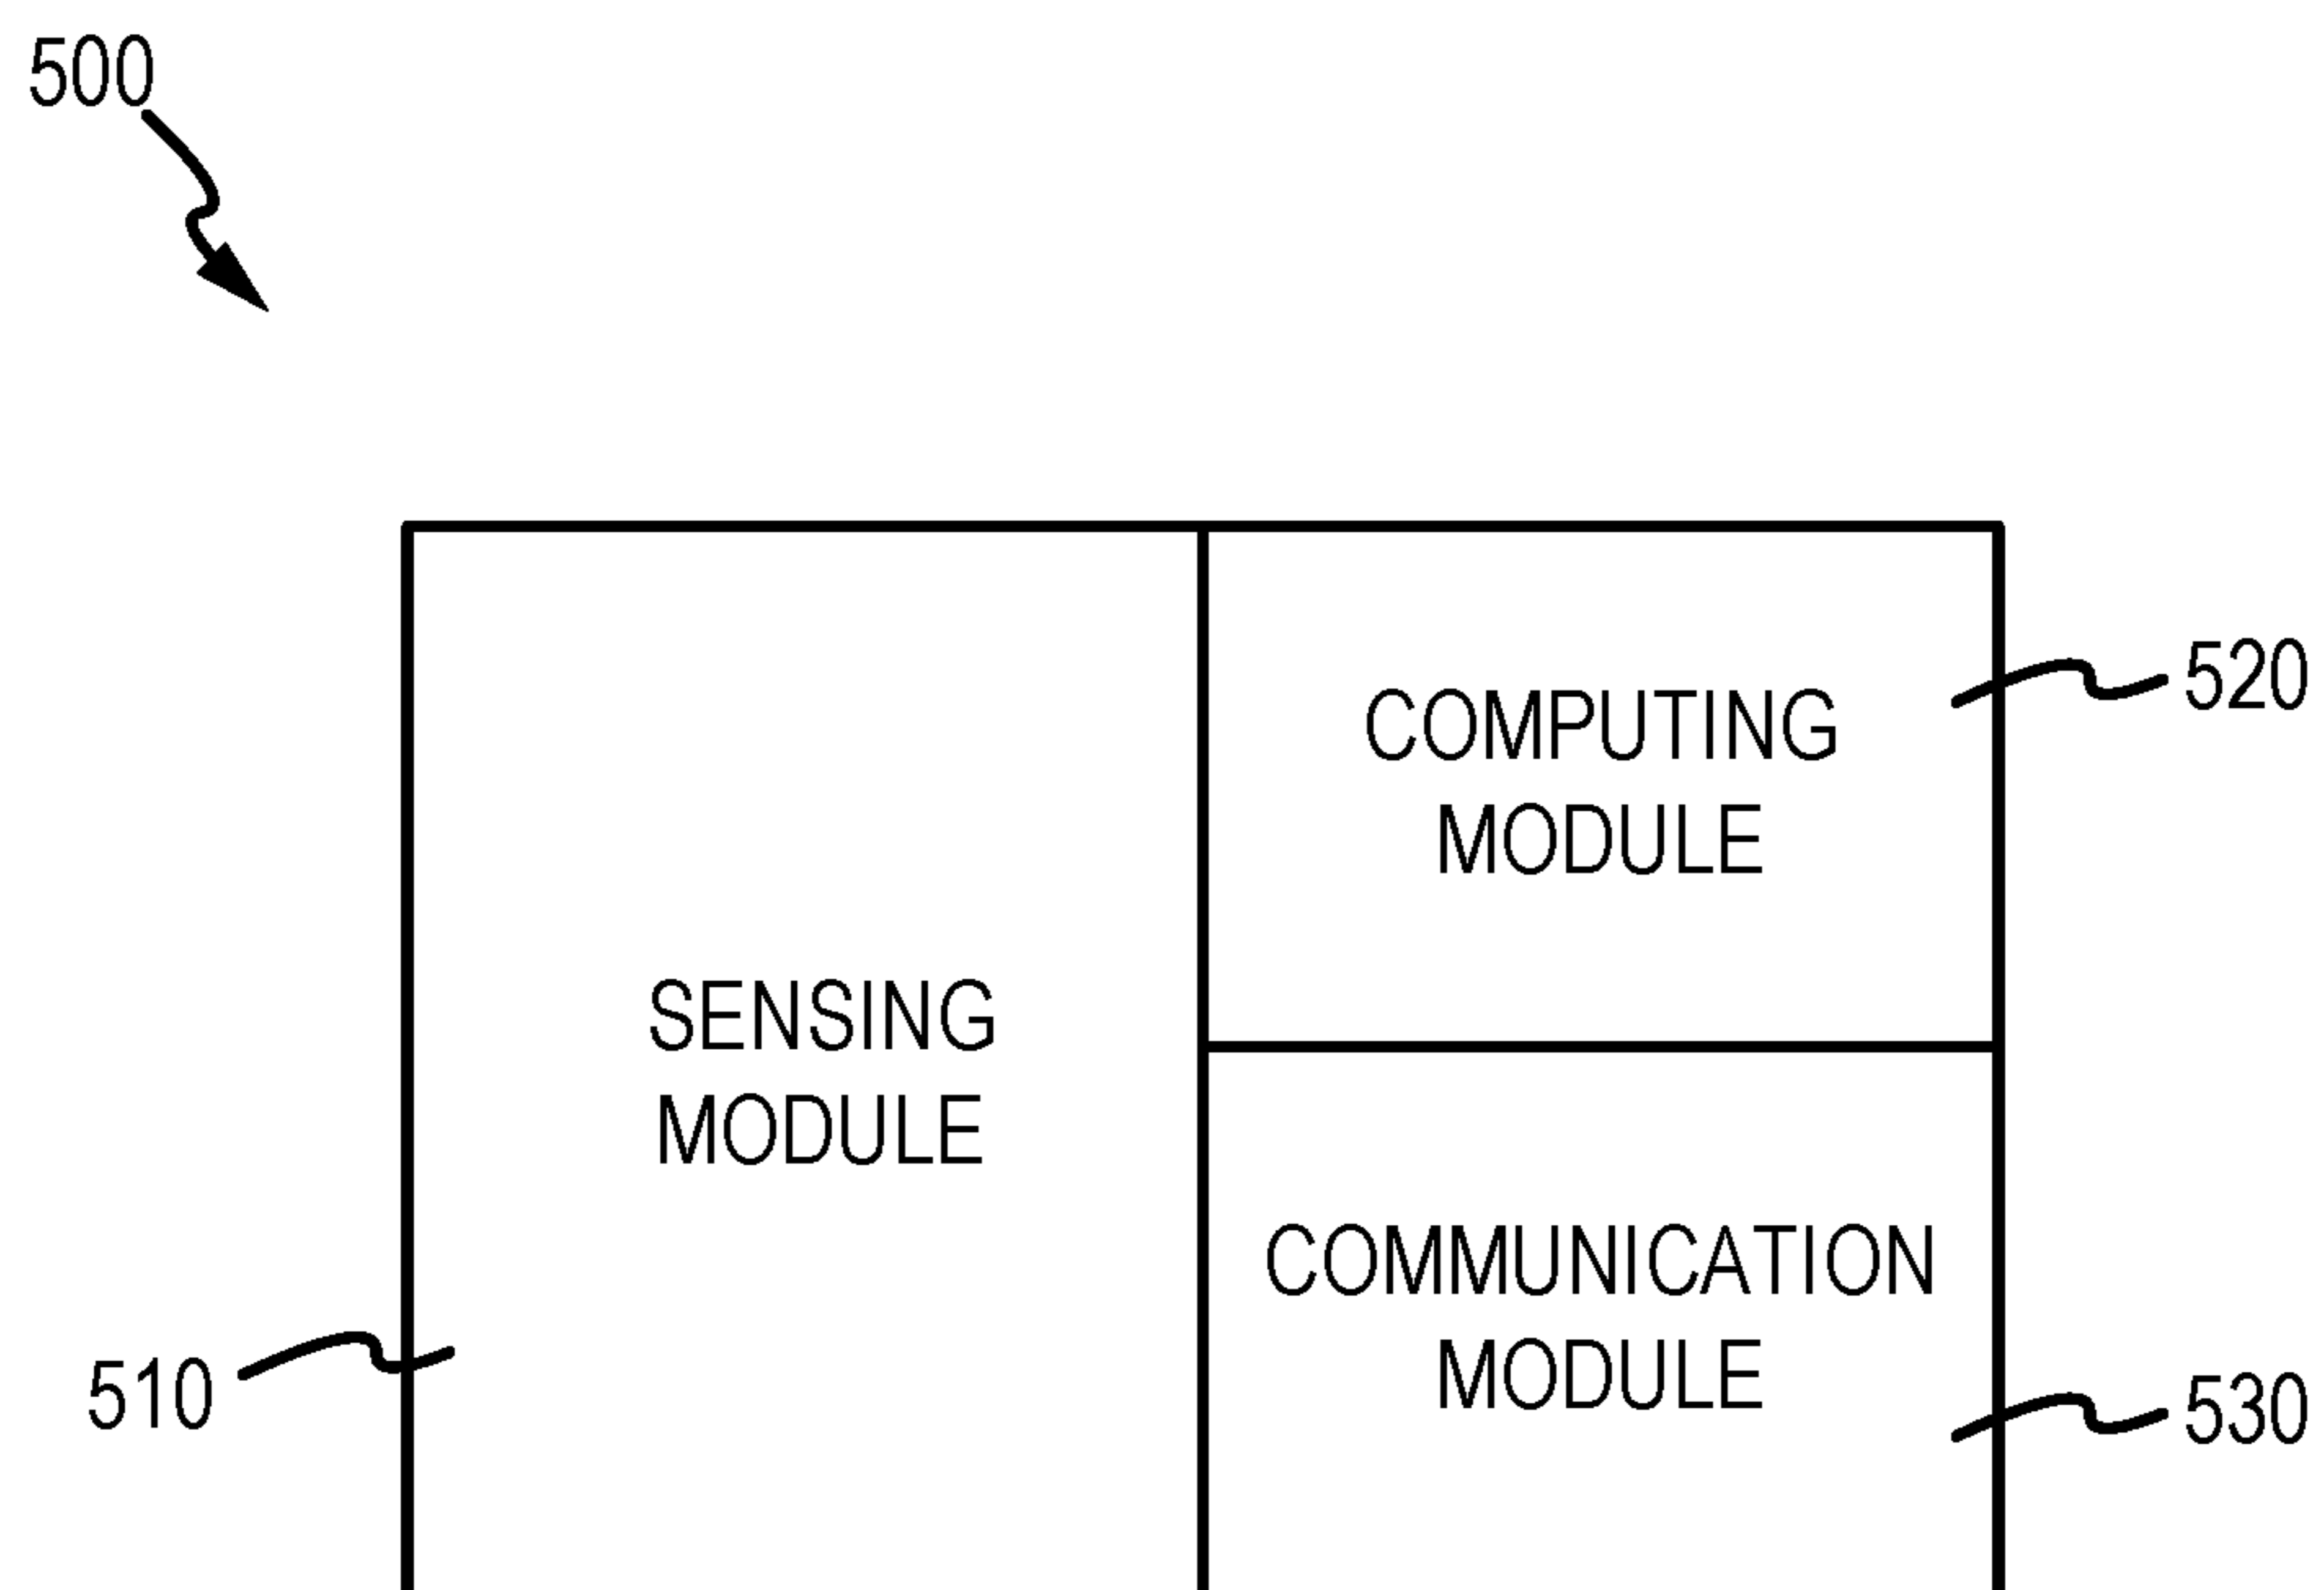 500
COMPUTING
MODULE
520
SENSING
MODULE
COMMUNICATION
MODULE
510
530